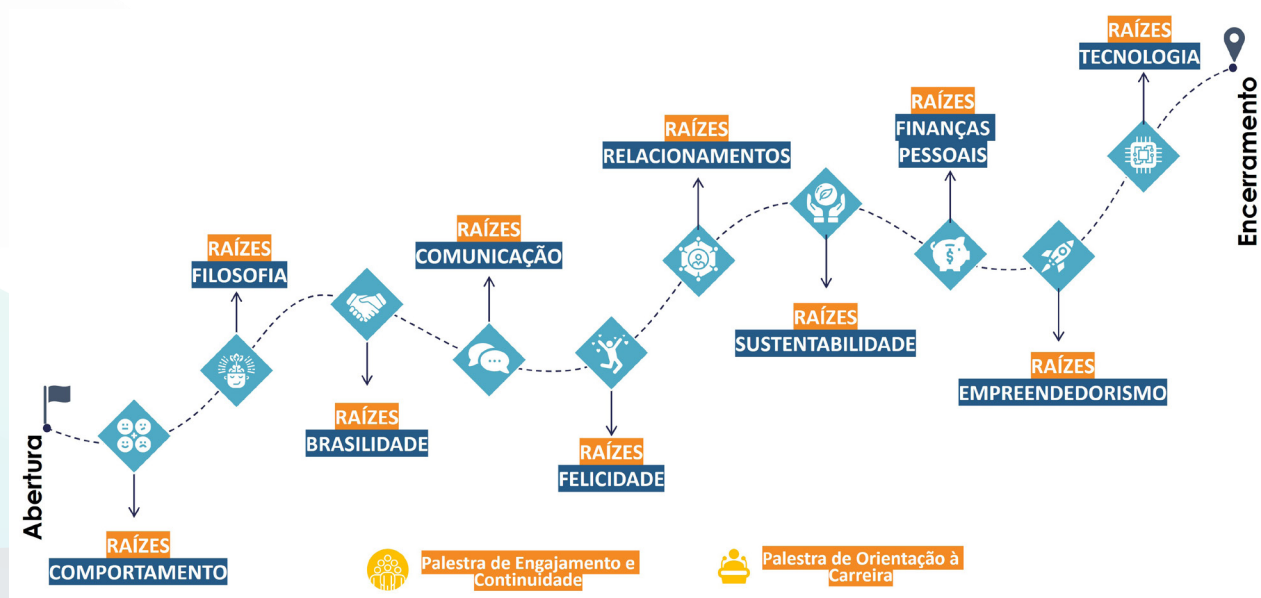 Abertura
RAÍZES
COMPORTAMENTO
RAÍZES
FILOSOFIA
RAÍZES
BRASILIDADE
RAÍZES
COMUNICAÇÃO
RAÍZES
FELICIDADE
RAÍZES
RELACIONAMENTOS
RAÍZES
SUSTENTABILIDADE
RAÍZES
FINANÇAS
PESSOAIS
$
RAÍZES
EMPREENDEDORISMO
RAÍZES
TECNOLOGIA
Encerramento
Palestra de Engajamento e
Continuidade
Palestra de Orientação à
Carreira